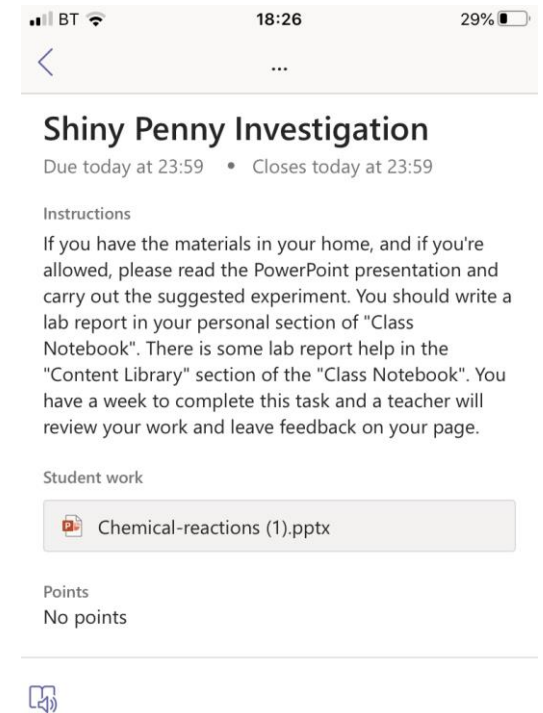 BT 18:26 29%
...
Shiny Penny Investigation
Due today at 23:59 • Closes today at 23:59
Instructions
If you have the materials in your home, and if you're
allowed, please read the PowerPoint presentation and
carry out the suggested experiment. You should write a
lab report in your personal section of "Class
Notebook". There is some lab report help in the
"Content Library" section of the "Class Notebook". You
have a week to complete this task and a teacher will
review your work and leave feedback on your page.
Student work
P Chemical-reactions (1).pptx
Points
No points